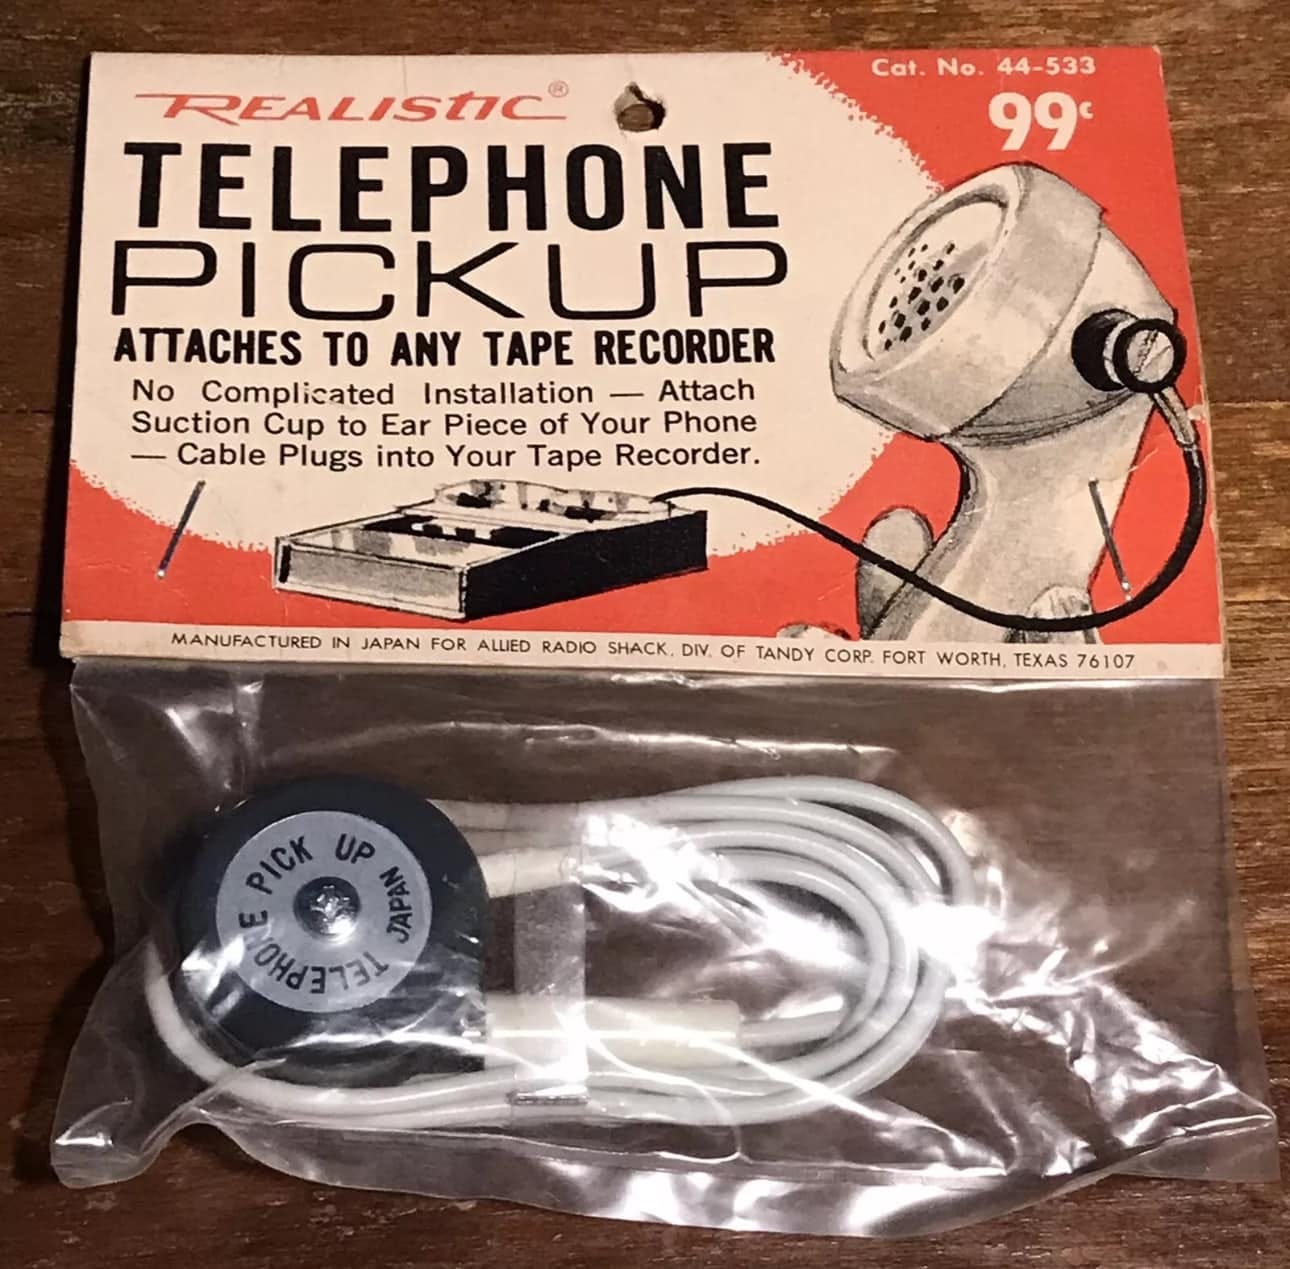 REALISTIC®
Cat. No. 44-533
99¢
TELEPHONE
PICKUP
ATTACHES TO ANY TAPE RECORDER
No Complicated Installation — Attach
Suction Cup to Ear Piece of Your Phone
— Cable Plugs into Your Tape Recorder.
MANUFACTURED IN JAPAN FOR ALLIED RADIO SHACK, DIV. OF TANDY CORP. FORT WORTH, TEXAS 76107
TELEPHONE PICK UP
JAPAN